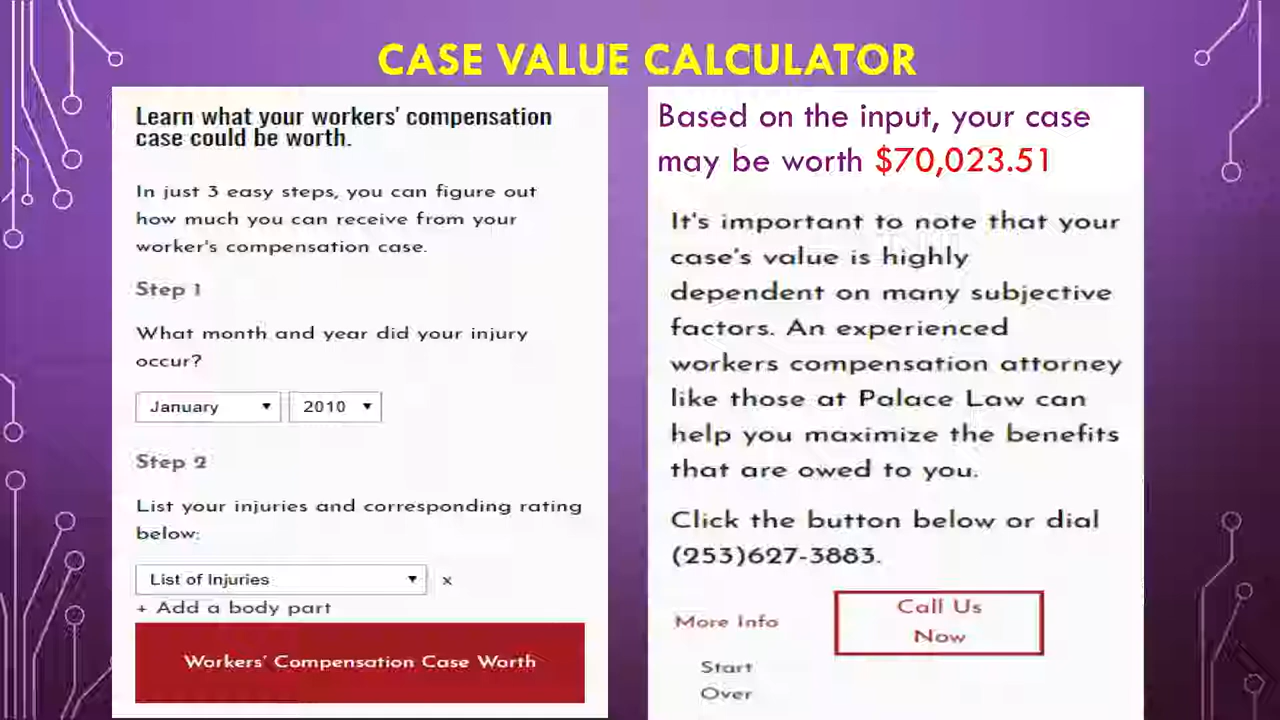 CASE VALUE CALCULATOR
Learn what your workers' compensation
case could be worth.
In just 3 easy steps, you can figure out
how much you can receive from your
worker's compensation case.
Step 1
What month and year did your injury
occur?
January 2010
Step 2
List your injuries and corresponding rating
below:
List of Injuries x
+ Add a body part
Workers' Compensation Case Worth
Based on the input, your case
may be worth $70,023.51
It's important to note that your
case's value is highly
dependent on many subjective
factors. An experienced
workers compensation attorney
like those at Palace Law can
help you maximize the benefits
that are owed to you.
Click the button below or dial
(253)627-3883.
More Info
Call Us
Now
Start
Over